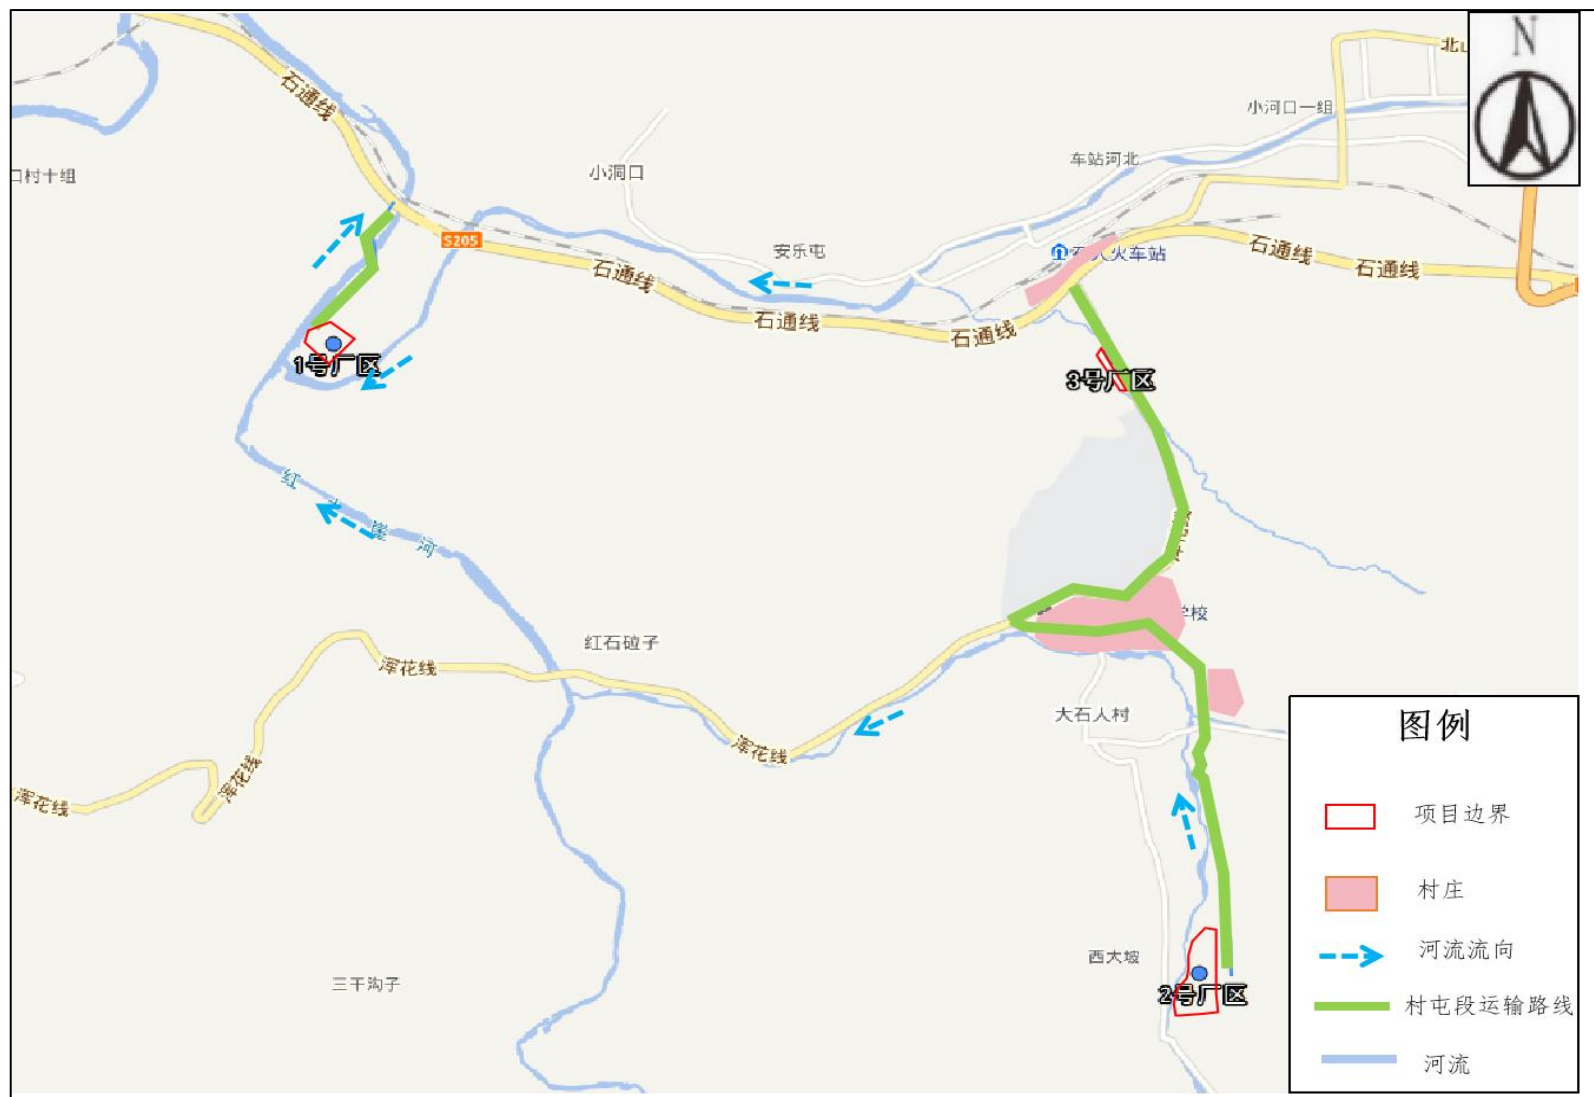 N
北山
石通线
小河口一组
车站河北
口村十组
小洞口
S205
安乐屯
石人火车站
石通线
石通线
石通线
石通线
石通线
1号厂区
3号厂区
红
崖
河
学校
红石砬子
浑花线
大石人村
浑花线
浑花线
浑花线
西大坡
三干沟子
2号厂区
图例
项目边界
村庄
河流流向
村屯段运输路线
河流